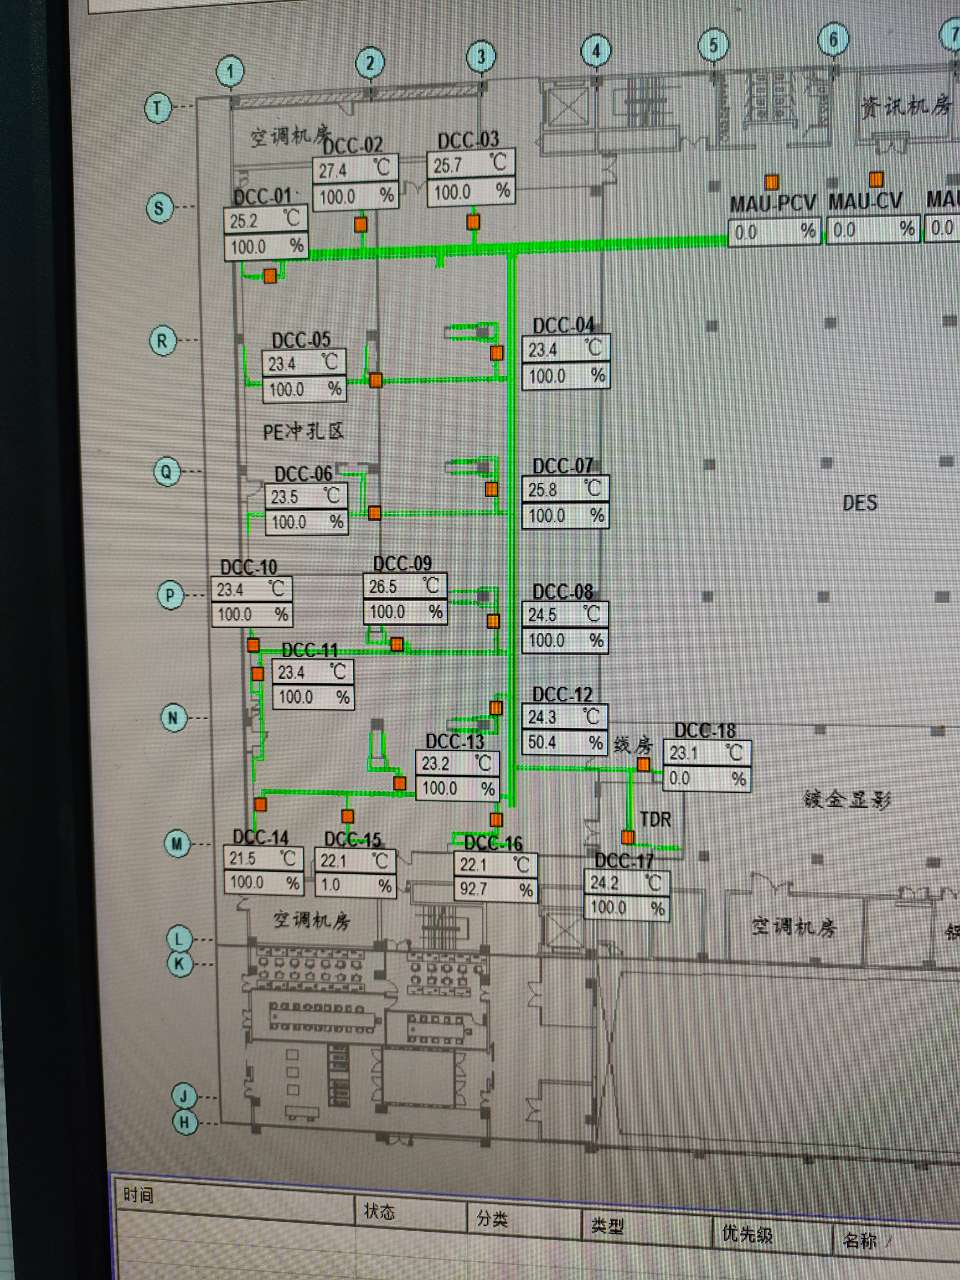 1 2 3 4 5 6 7
T
空调机房
资讯机房
DCC-02
27.4 ℃
100.0 %
DCC-03
25.7 ℃
100.0 %
S
DCC-01
25.2 ℃
100.0 %
MAU-PCV
0.0 %
MAU-CV
0.0 %
MAU
0.0
R
DCC-05
23.4 ℃
100.0 %
DCC-04
23.4 ℃
100.0 %
PE冲孔区
Q
DCC-06
23.5 ℃
100.0 %
DCC-07
25.8 ℃
100.0 %
DES
P
DCC-10
23.4 ℃
100.0 %
DCC-09
26.5 ℃
100.0 %
DCC-08
24.5 ℃
100.0 %
DCC-11
23.4 ℃
100.0 %
N
DCC-12
24.3 ℃
50.4 %
DCC-13
23.2 ℃
100.0 %
线房
DCC-18
23.1 ℃
0.0 %
镀金显影
TDR
M
DCC-14
21.5 ℃
100.0 %
DCC-15
22.1 ℃
1.0 %
DCC-16
22.1 ℃
92.7 %
DCC-17
24.2 ℃
100.0 %
空调机房
空调机房
L
K
J
H
时间 状态 分类 类型 优先级 名称 /